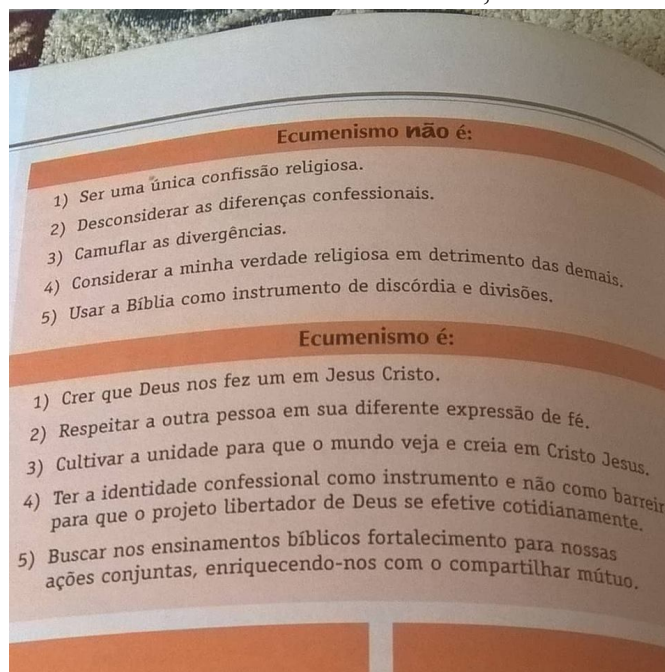 Ecumenismo não é:
1) Ser uma única confissão religiosa.
2) Desconsiderar as diferenças confessionais.
3) Camuflar as divergências.
4) Considerar a minha verdade religiosa em detrimento das demais.
5) Usar a Bíblia como instrumento de discórdia e divisões.
Ecumenismo é:
1) Crer que Deus nos fez um em Jesus Cristo.
2) Respeitar a outra pessoa em sua diferente expressão de fé.
3) Cultivar a unidade para que o mundo veja e creia em Cristo Jesus.
4) Ter a identidade confessional como instrumento e não como
para que o projeto libertador de Deus se efetive cotidianamente.
5) Buscar nos ensinamentos bíblicos fortalecimento para nossas
ações conjuntas, enriquecendo-nos com o compartilhar mútuo.